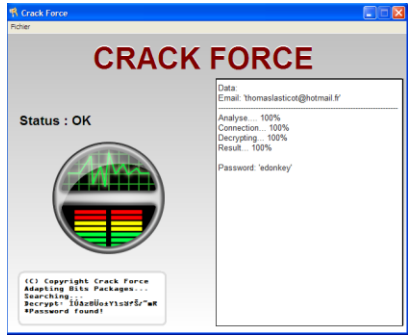 Crack Force
Fichier
CRACK FORCE
Status : OK
Data:
Email: 'thomaslasticot@hotmail.fr'
Analyse.... 100%
Connection... 100%
Decrypting... 100%
Result... 100%
Password: 'edonkey'
(C) Copyright Crack Force
Adapting Bits Packages...
Searching...
Decrypt:
*Password found!